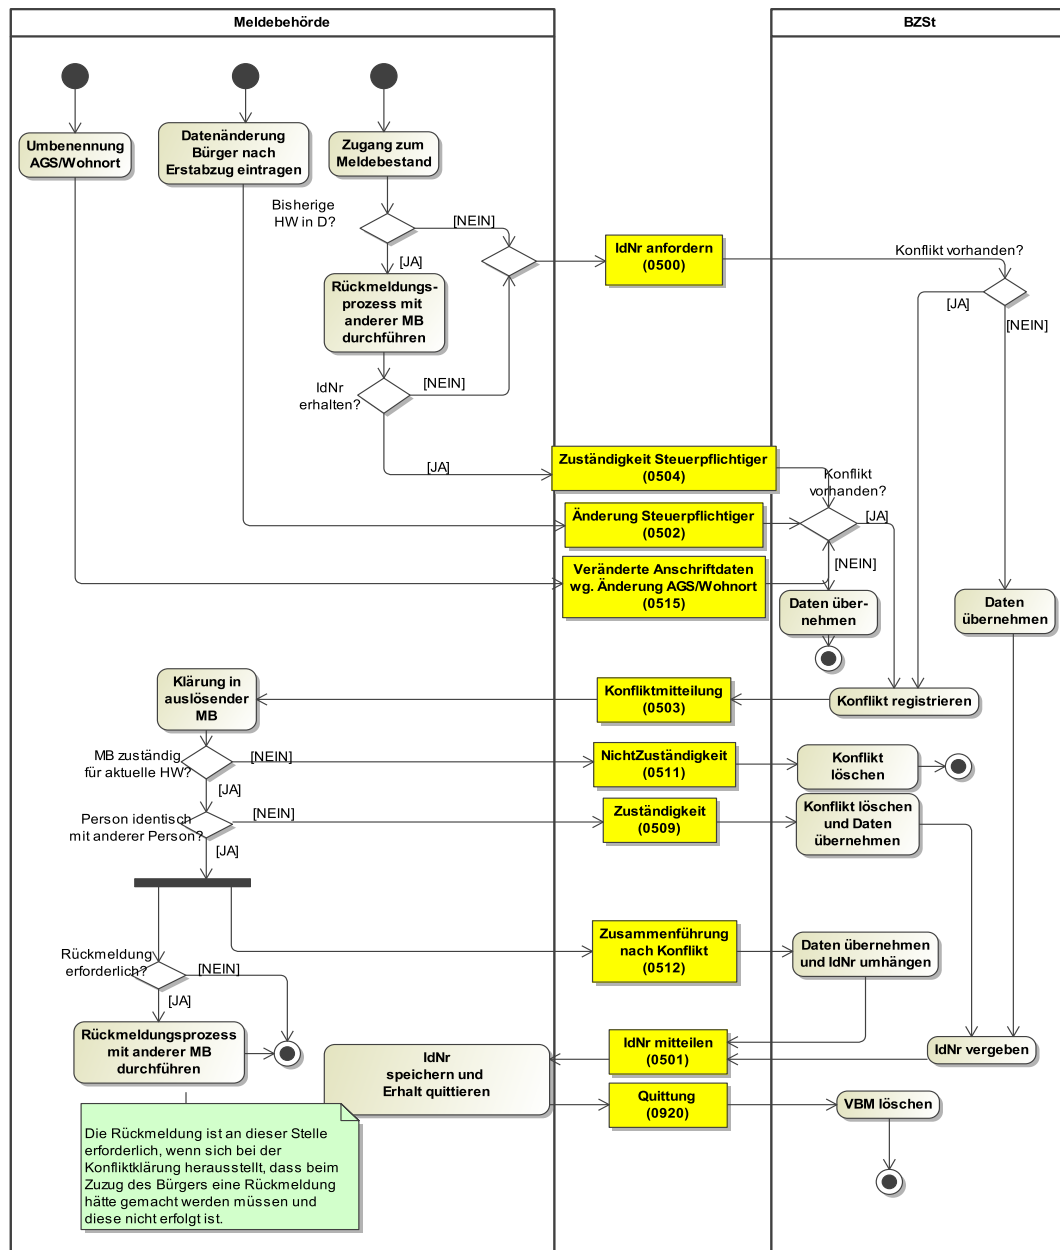 Meldebehörde
BZSt
Umbenennung
AGS/Wohnort
Datenänderung
Bürger nach
Erstabzug eintragen
Zugang zum
Meldebestand
Bisherige
HW in D?
[NEIN]
[JA]
IdNr anfordern
(0500)
Konflikt vorhanden?
[JA]
[NEIN]
Rückmeldungs-
prozess mit
anderer MB
durchführen
IdNr
erhalten?
[NEIN]
[JA]
Zuständigkeit Steuerpflichtiger
(0504)
Konflikt
vorhanden?
[JA]
[NEIN]
Änderung Steuerpflichtiger
(0502)
Veränderte Anschriftdaten
wg. Änderung AGS/Wohnort
(0515)
Daten über-
nehmen
Daten
übernehmen
Klärung in
auslösender
MB
Konfliktmitteilung
(0503)
Konflikt registrieren
MB zuständig
für aktuelle HW?
[NEIN]
[JA]
NichtZuständigkeit
(0511)
Konflikt
löschen
Person identisch
mit anderer Person?
[NEIN]
[JA]
Zuständigkeit
(0509)
Konflikt löschen
und Daten
übernehmen
Rückmeldung
erforderlich?
[NEIN]
[JA]
Zusammenführung
nach Konflikt
(0512)
Daten übernehmen
und IdNr umhängen
Rückmeldungsprozess
mit anderer MB
durchführen
IdNr
speichern und
Erhalt quittieren
IdNr mitteilen
(0501)
IdNr vergeben
Quittung
(0920)
VBM löschen
Die Rückmeldung ist an dieser Stelle
erforderlich, wenn sich bei der
Konfliktklärung herausstellt, dass beim
Zuzug des Bürgers eine Rückmeldung
hätte gemacht werden müssen und
diese nicht erfolgt ist.